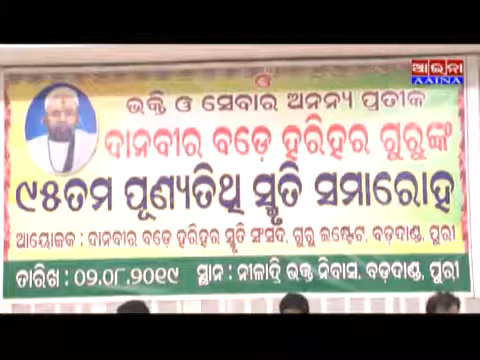 ଆଇନା
AAINA
ଭକ୍ତି ଓ ସେବାର ଅନନ୍ୟ ପ୍ରତୀକ
ଦାନବୀର ବଡ଼େ ହରିହର ଗୁରୁଙ୍କ
୯୫ତମ ପୂଣ୍ୟତିଥି ସ୍ମୃତି ସମାରୋହ
ଆୟୋଜକ : ଦାନବୀର ବଡ଼େ ହରିହର ସ୍ମୃତି ସଂସଦ, ଗୁରୁ ଇଷ୍ଟେଟ, ବଡ଼ଦାଣ୍ଡ, ପୁରୀ
ତାରିଖ : ୦୨.୦୮.୨୦୧୯ ସ୍ଥାନ : ନୀଳାଦ୍ରି ଭକ୍ତ ନିବାସ, ବଡ଼ଦାଣ୍ଡ, ପୁରୀ